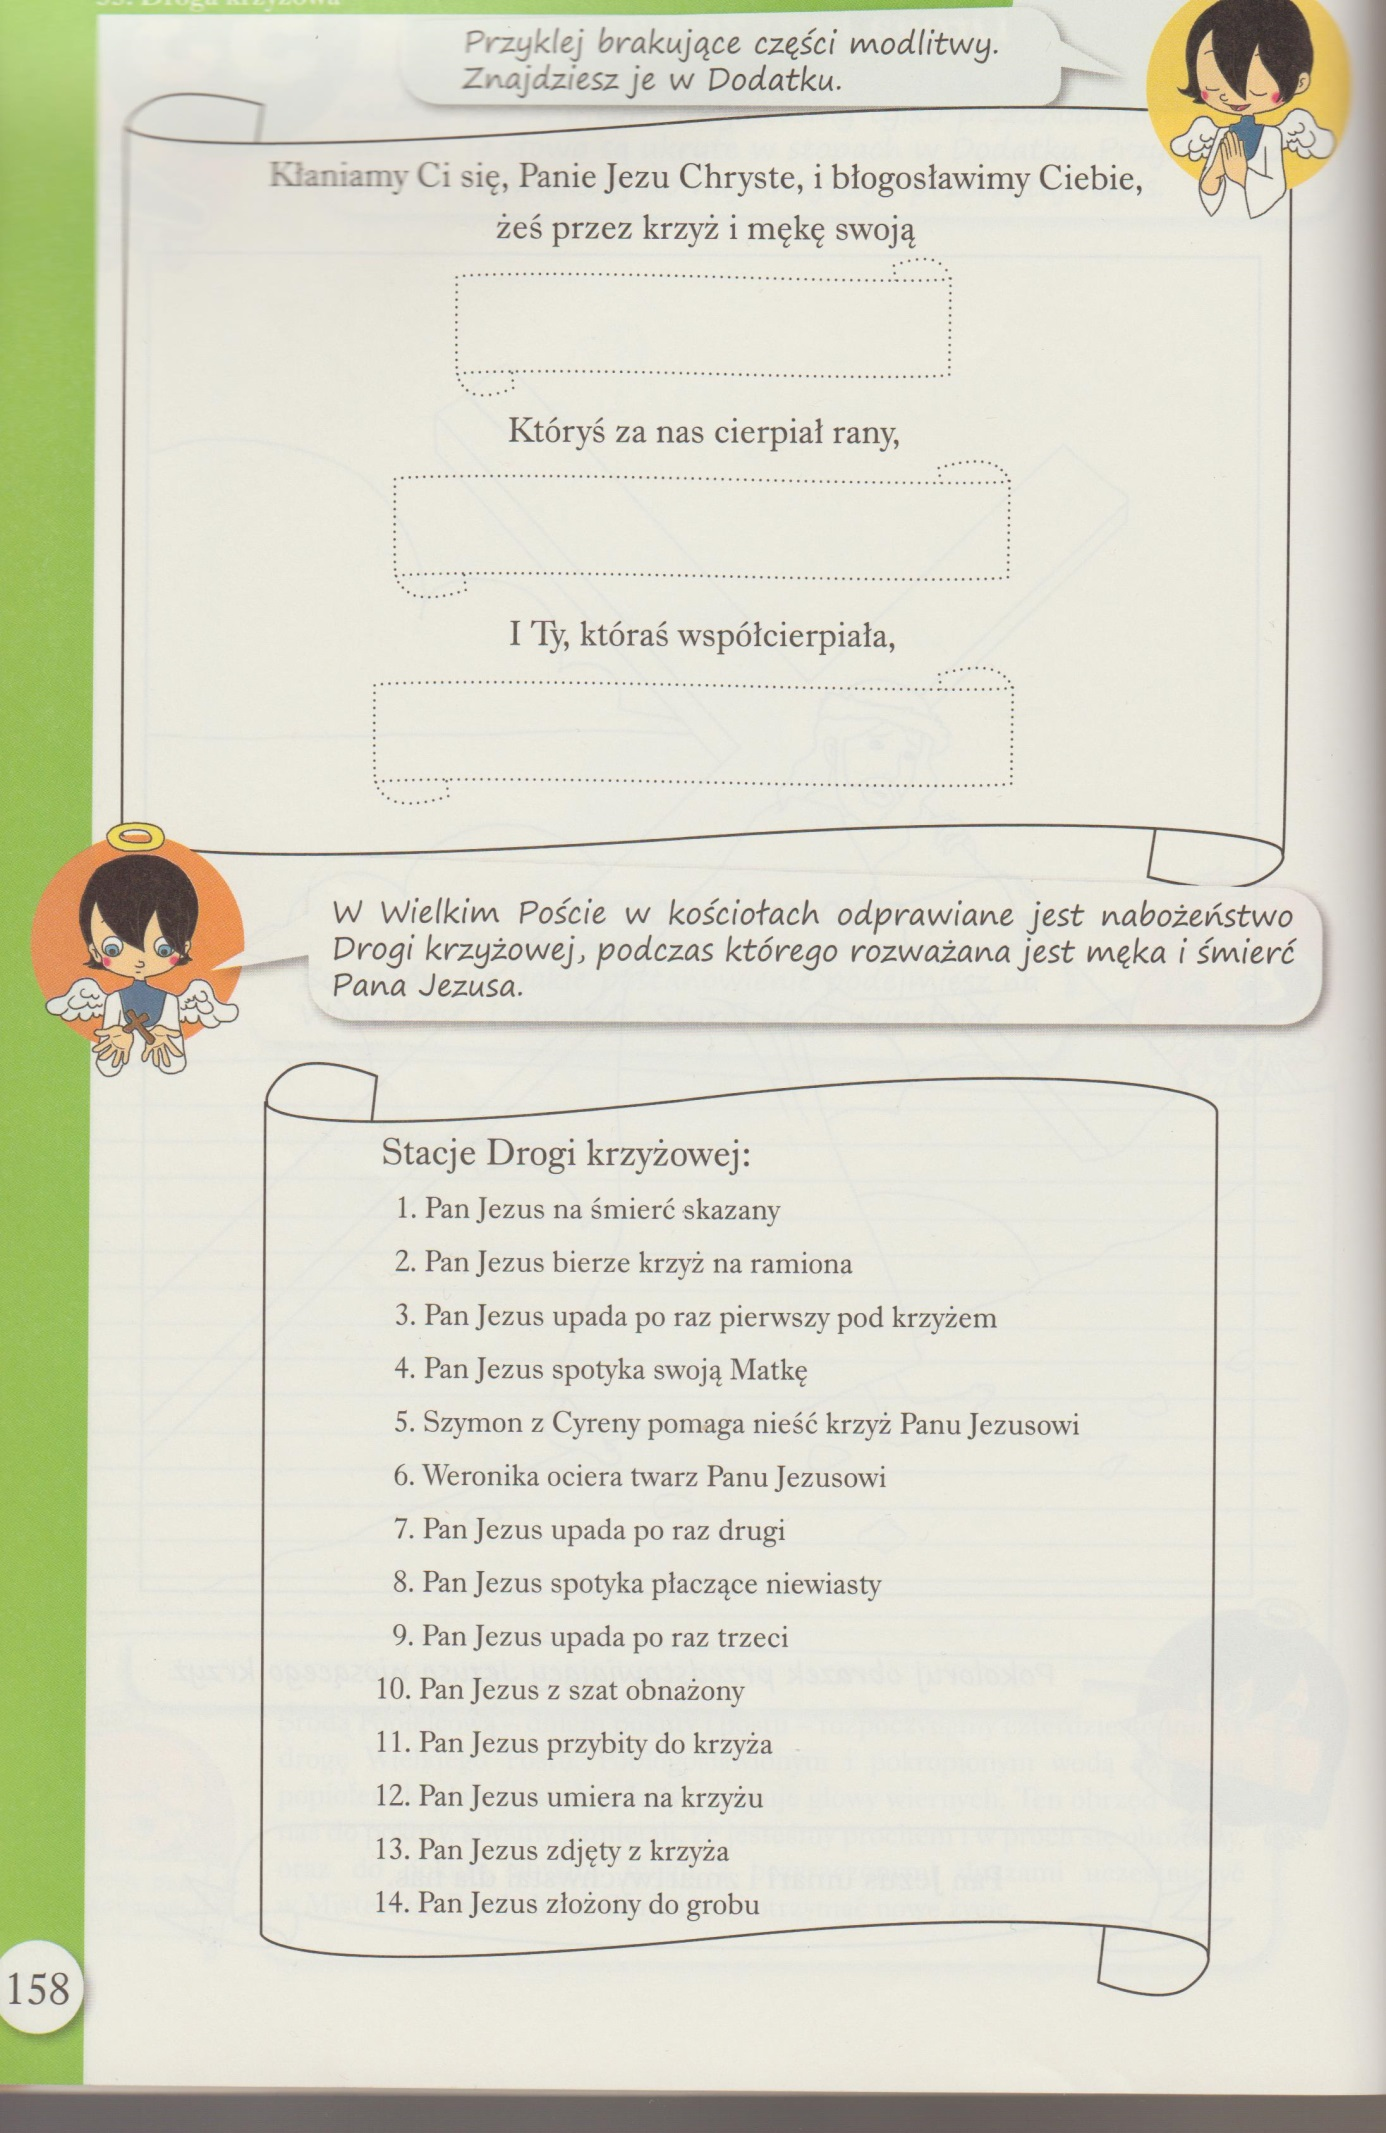 33. Droga krzyżowa
Przyklej brakujące części modlitwy.
Znajdziesz je w Dodatku.
Kłaniamy Ci się, Panie Jezu Chryste, i błogosławimy Ciebie,
żeś przez krzyż i mękę swoją
Któryś za nas cierpiał rany,
I Ty, któraś współcierpiała,
W Wielkim Poście w kościołach odprawiane jest nabożeństwo
Drogi krzyżowej, podczas którego rozważana jest męka i śmierć
Pana Jezusa.
Stacje Drogi krzyżowej:
1. Pan Jezus na śmierć skazany
2. Pan Jezus bierze krzyż na ramiona
3. Pan Jezus upada po raz pierwszy pod krzyżem
4. Pan Jezus spotyka swoją Matkę
5. Szymon z Cyreny pomaga nieść krzyż Panu Jezusowi
6. Weronika ociera twarz Panu Jezusowi
7. Pan Jezus upada po raz drugi
8. Pan Jezus spotyka płaczące niewiasty
9. Pan Jezus upada po raz trzeci
10. Pan Jezus z szat obnażony
11. Pan Jezus przybity do krzyża
12. Pan Jezus umiera na krzyżu
13. Pan Jezus zdjęty z krzyża
14. Pan Jezus złożony do grobu
158